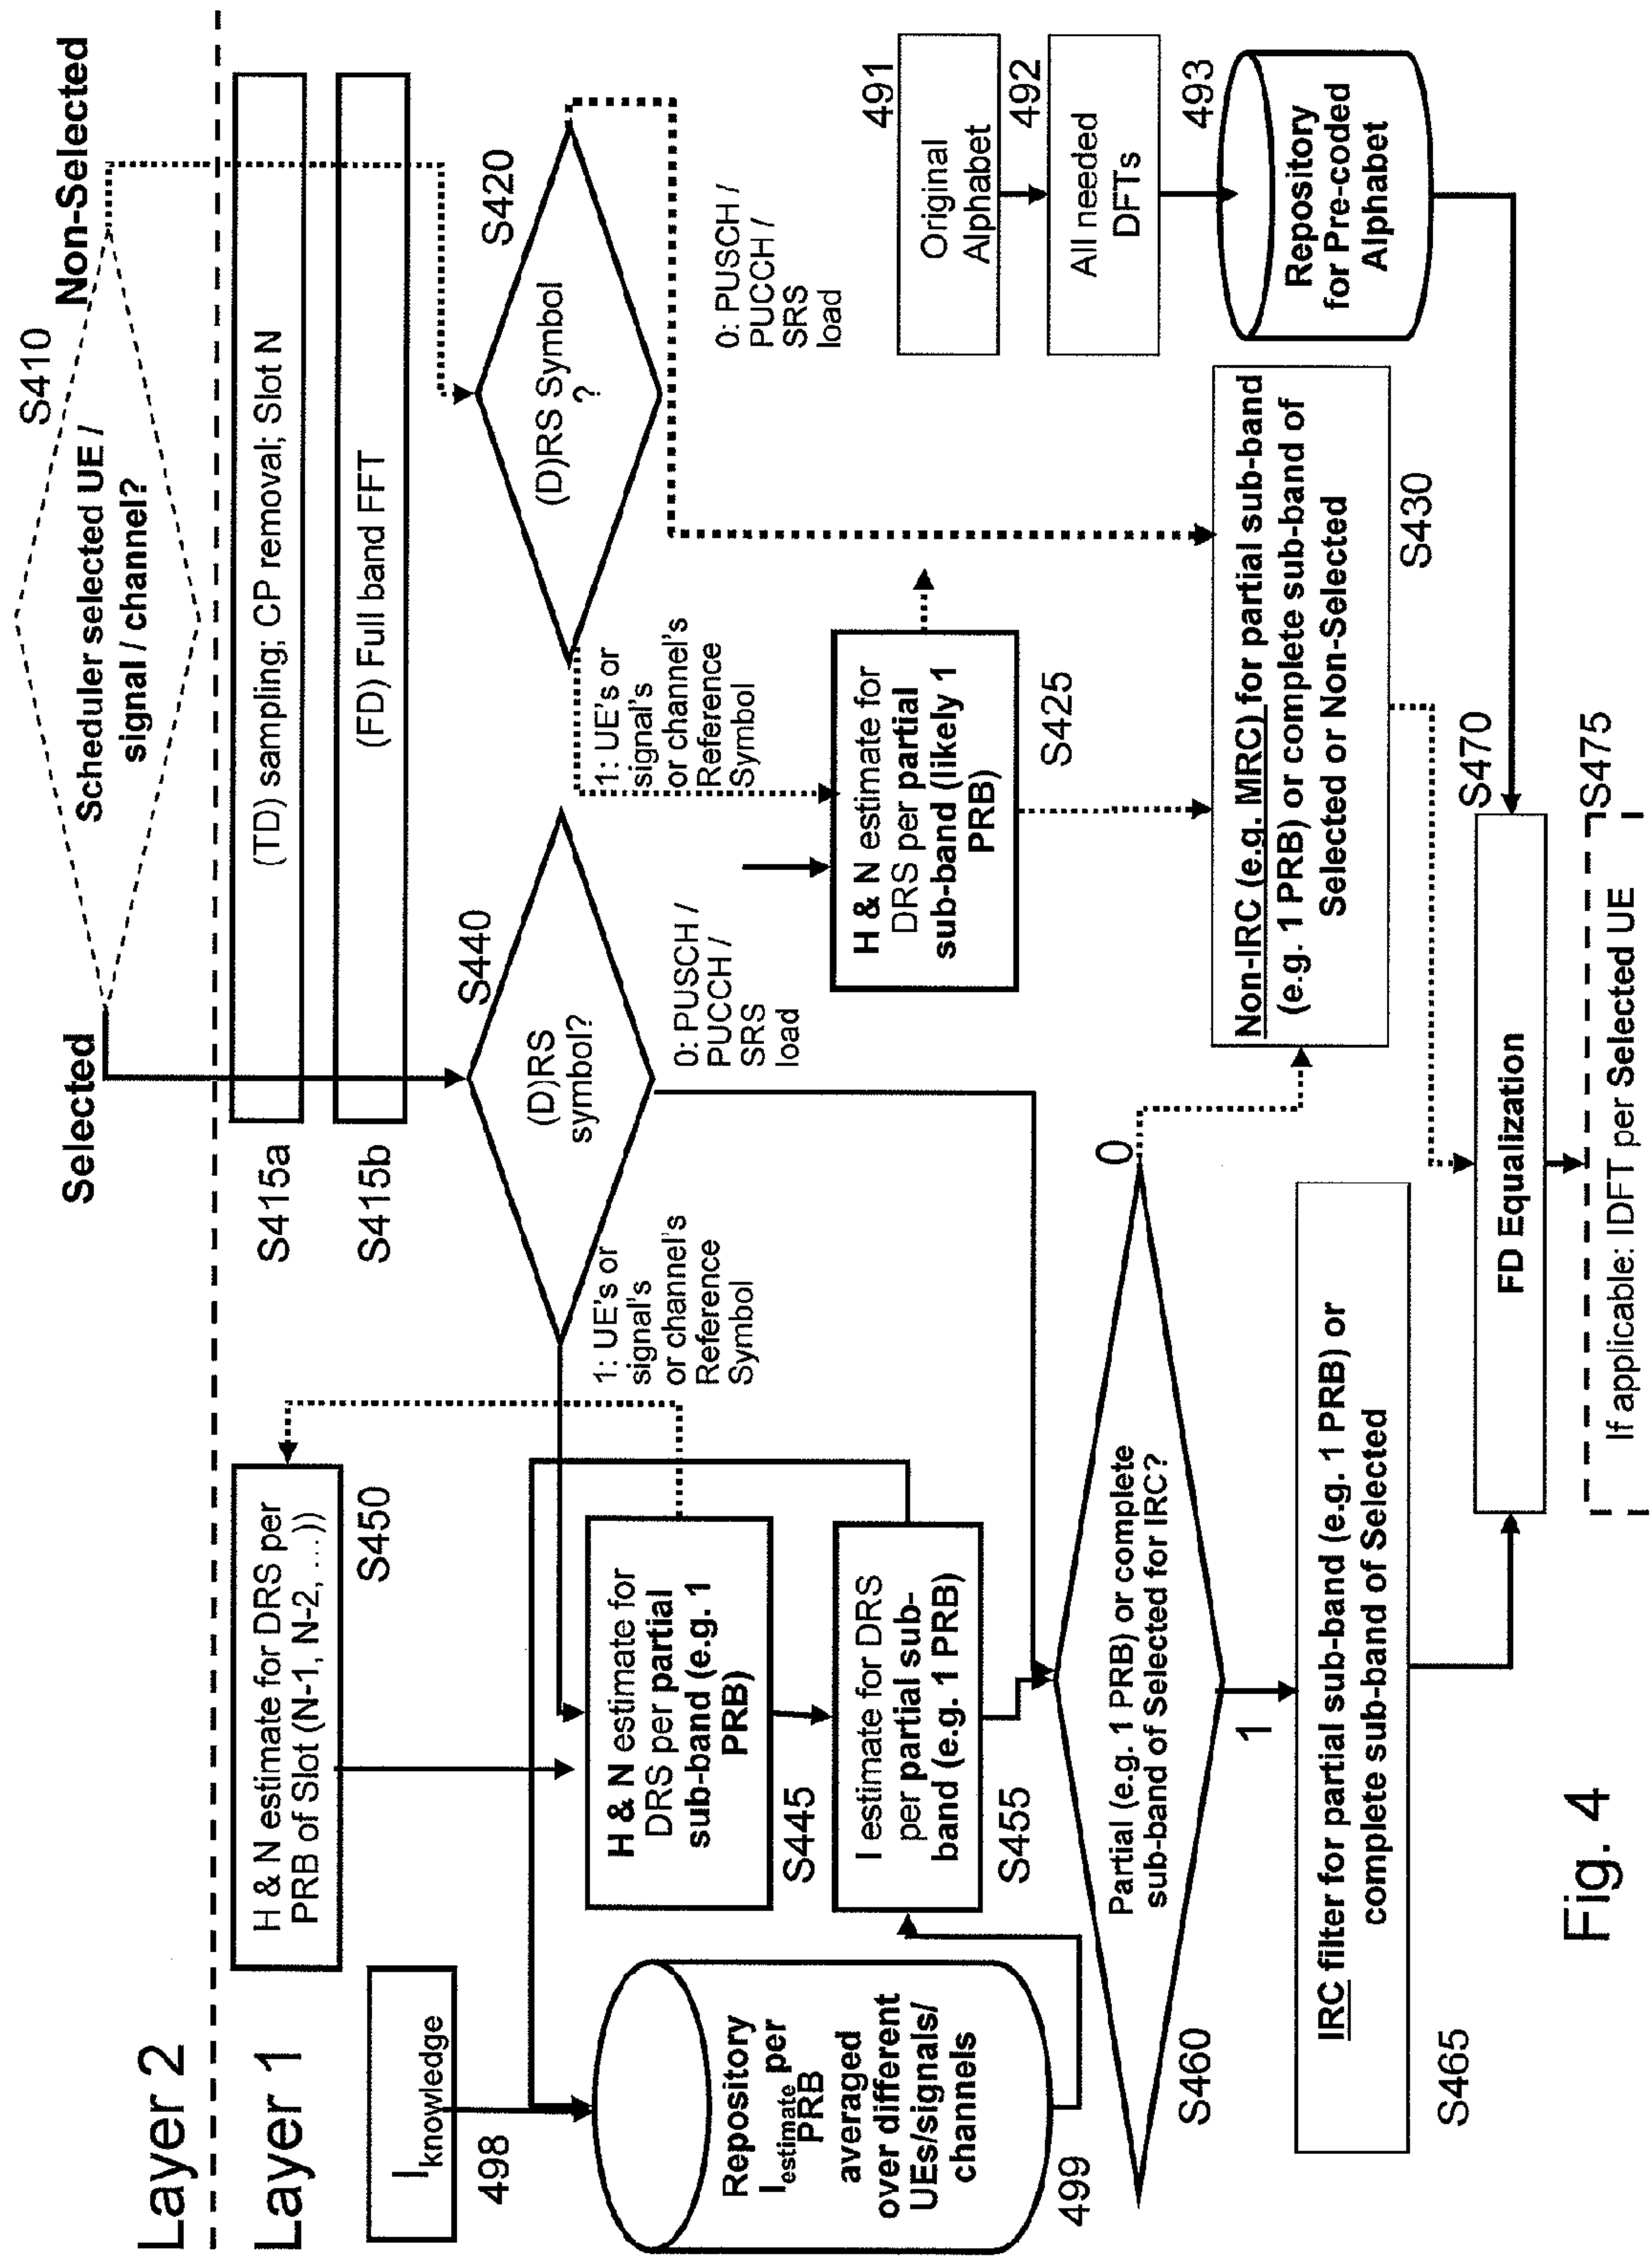 Layer 2
Layer 1
Selected
Non-Selected
S410
Scheduler selected UE /
signal / channel?
S415a
(TD) sampling; CP removal; Slot N
S415b
(FD) Full band FFT
I knowledge
498
H & N estimate for DRS per
PRB of Slot (N-1, N-2, ...))
S450
S440
(D)RS
symbol?
S420
(D)RS Symbol
?
1: UE's or
signal's
or channel's
Reference
Symbol
0: PUSCH /
PUCCH /
SRS
load
1: UE's or
signal's
or channel's
Reference
Symbol
0: PUSCH /
PUCCH /
SRS
load
Repository
I estimate per
PRB
averaged
over different
UEs/signals/
channels
499
H & N estimate for
DRS per partial
sub-band (e.g. 1
PRB)
S445
I estimate for DRS
per partial sub-
band (e.g. 1 PRB)
S455
H & N estimate for
DRS per partial
sub-band (likely 1
PRB)
S425
491
Original
Alphabet
492
All needed
DFTs
493
Repository
for Pre-coded
Alphabet
S460
Partial (e.g. 1 PRB) or complete
sub-band of Selected for IRC?
0
1
Non-IRC (e.g. MRC) for partial sub-band
(e.g. 1 PRB) or complete sub-band of
Selected or Non-Selected
S430
IRC filter for partial sub-band (e.g. 1 PRB) or
complete sub-band of Selected
S465
S470
FD Equalization
S475
If applicable: IDFT per Selected UE
Fig. 4